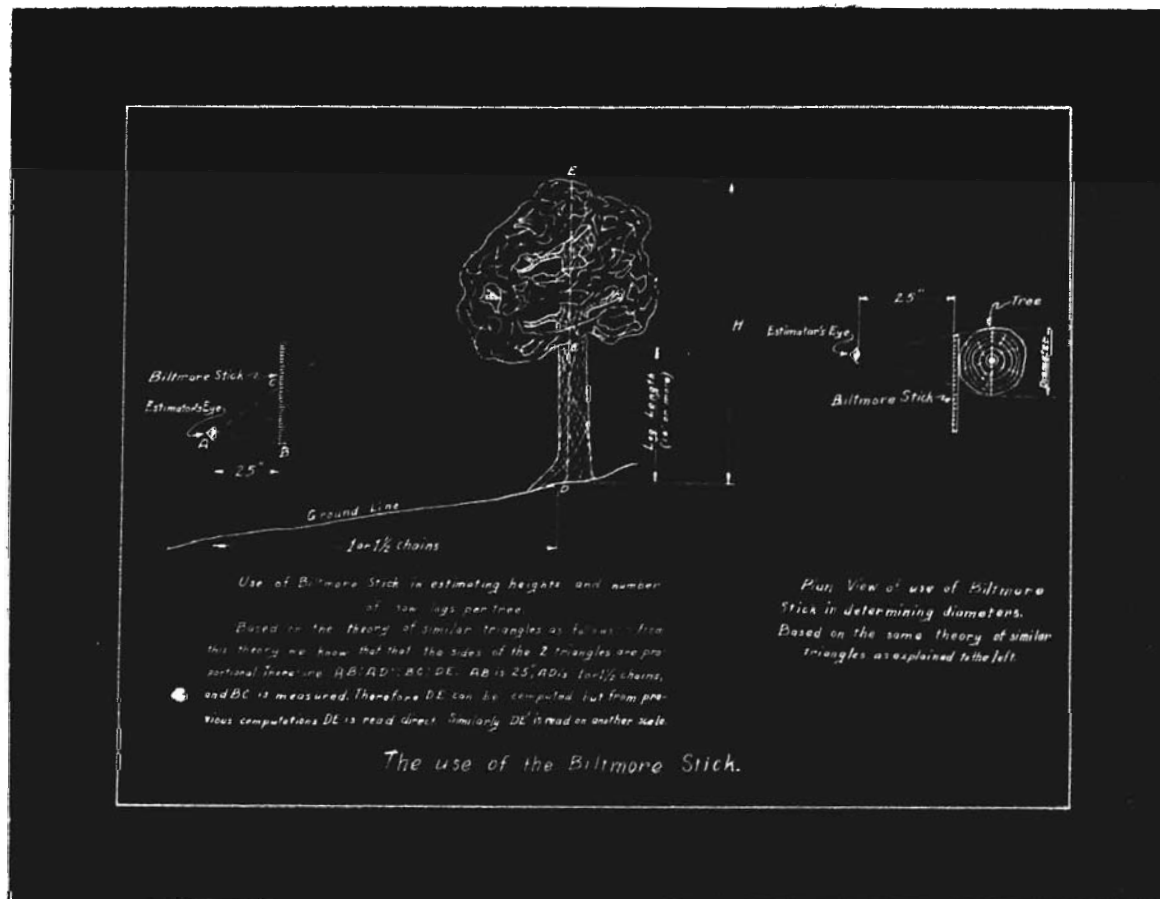 E
H
Log Length
D
Biltmore Stick
C
Estimator's Eye
A
B
25"
Ground Line
1 or 1½ chains
25"
Tree
Estimator's Eye
Diameter
Biltmore Stick
Use of Biltmore Stick in estimating heights and number
of saw logs per tree.
Based on the theory of similar triangles as follows: from
this theory we know that that the sides of the 2 triangles are pro-
portional therefore AB:AD::BC:DE. AB is 25", AD is 1 or 1½ chains,
and BC is measured. Therefore DE can be computed but from pre-
vious computations DE is read direct. Similarly DE' is read on another scale.
Plan View of use of Biltmore
Stick in determining diameters.
Based on the same theory of similar
triangles as explained to the left.
The use of the Biltmore Stick.